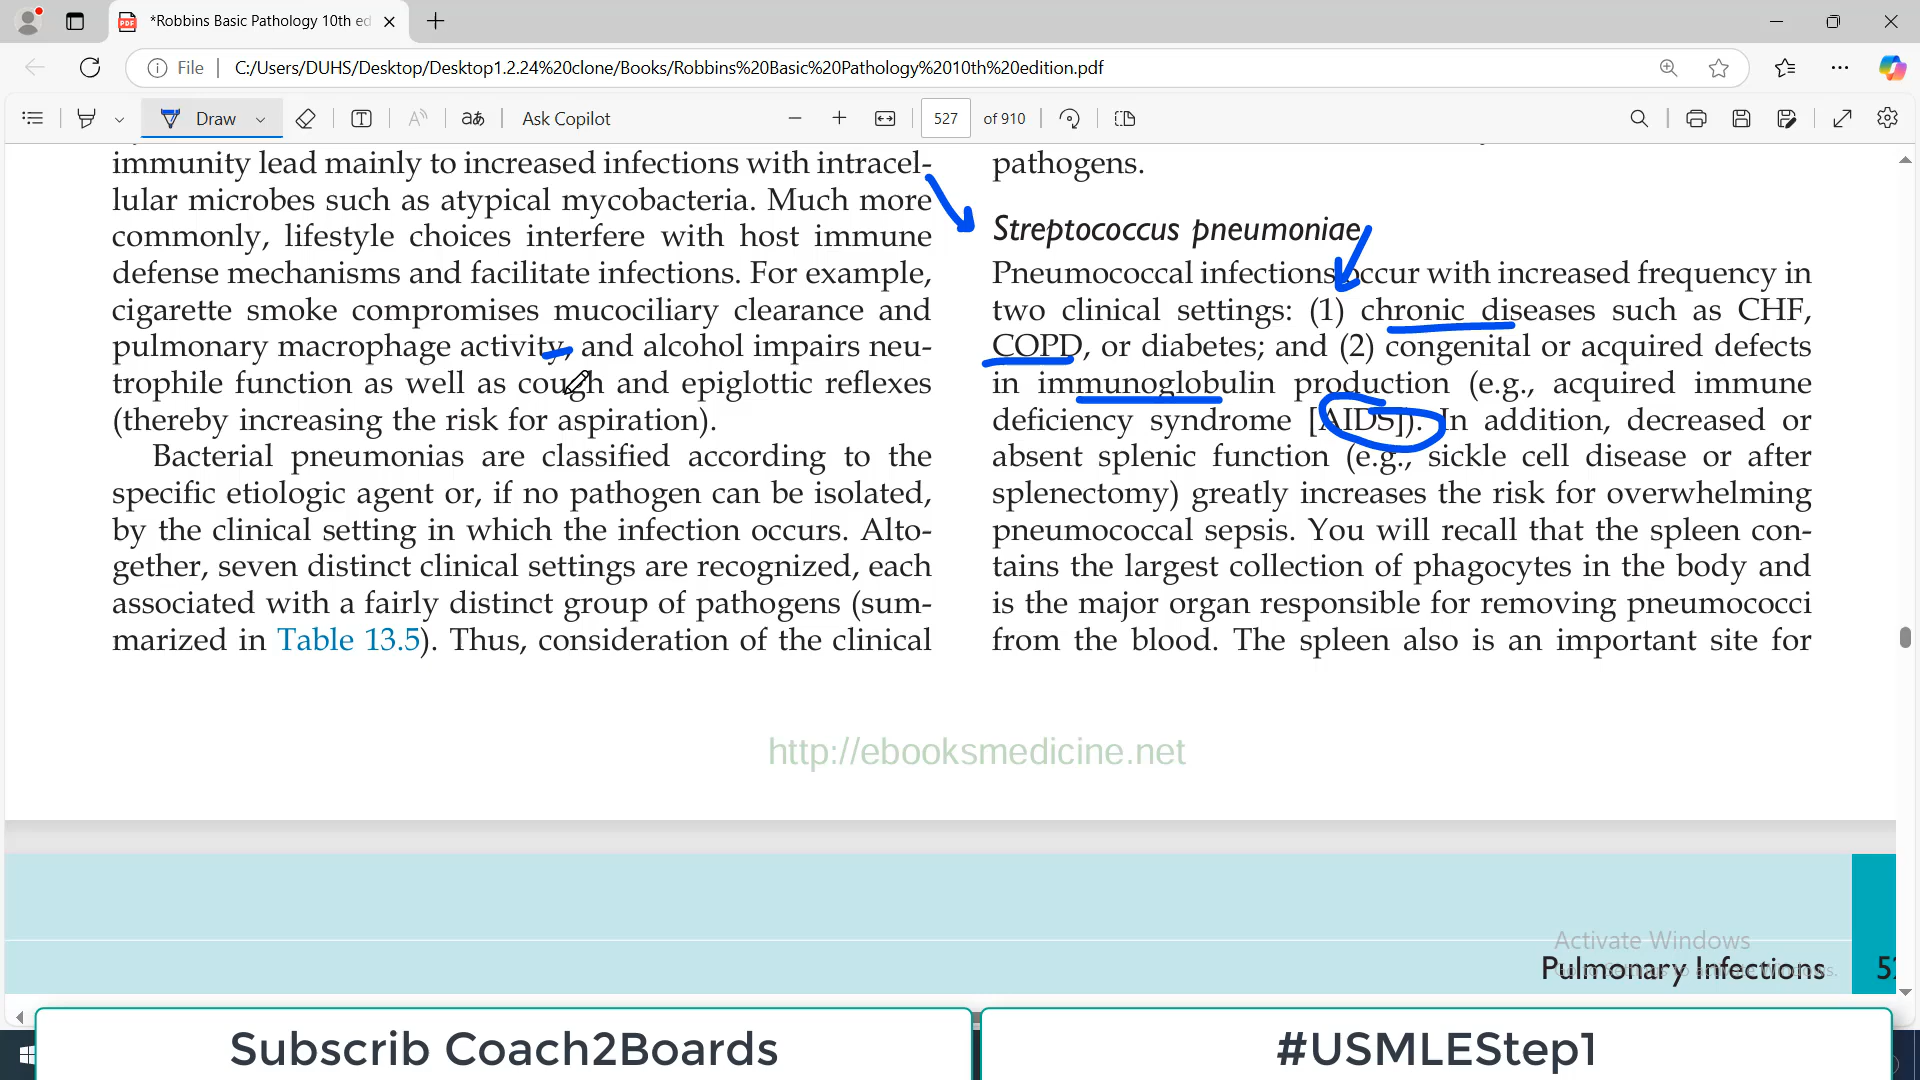 *Robbins Basic Pathology 10th ed
File
C:/Users/DUHS/Desktop/Desktop1.2.24%20clone/Books/Robbins%20Basic%20Pathology%2010th%20edition.pdf
Draw
Ask Copilot
527 of 910
immunity lead mainly to increased infections with intracel-
lular microbes such as atypical mycobacteria. Much more
commonly, lifestyle choices interfere with host immune
defense mechanisms and facilitate infections. For example,
cigarette smoke compromises mucociliary clearance and
pulmonary macrophage activity, and alcohol impairs neu-
trophile function as well as cough and epiglottic reflexes
(thereby increasing the risk for aspiration).
Bacterial pneumonias are classified according to the
specific etiologic agent or, if no pathogen can be isolated,
by the clinical setting in which the infection occurs. Alto-
gether, seven distinct clinical settings are recognized, each
associated with a fairly distinct group of pathogens (sum-
marized in Table 13.5). Thus, consideration of the clinical
pathogens.
Streptococcus pneumoniae
Pneumococcal infections occur with increased frequency in
two clinical settings: (1) chronic diseases such as CHF,
COPD, or diabetes; and (2) congenital or acquired defects
in immunoglobulin production (e.g., acquired immune
deficiency syndrome [AIDS]). In addition, decreased or
absent splenic function (e.g., sickle cell disease or after
splenectomy) greatly increases the risk for overwhelming
pneumococcal sepsis. You will recall that the spleen con-
tains the largest collection of phagocytes in the body and
is the major organ responsible for removing pneumococci
from the blood. The spleen also is an important site for
http://ebooksmedicine.net
Activate Windows
Pulmonary Infections
Subscrib Coach2Boards
#USMLEStep1